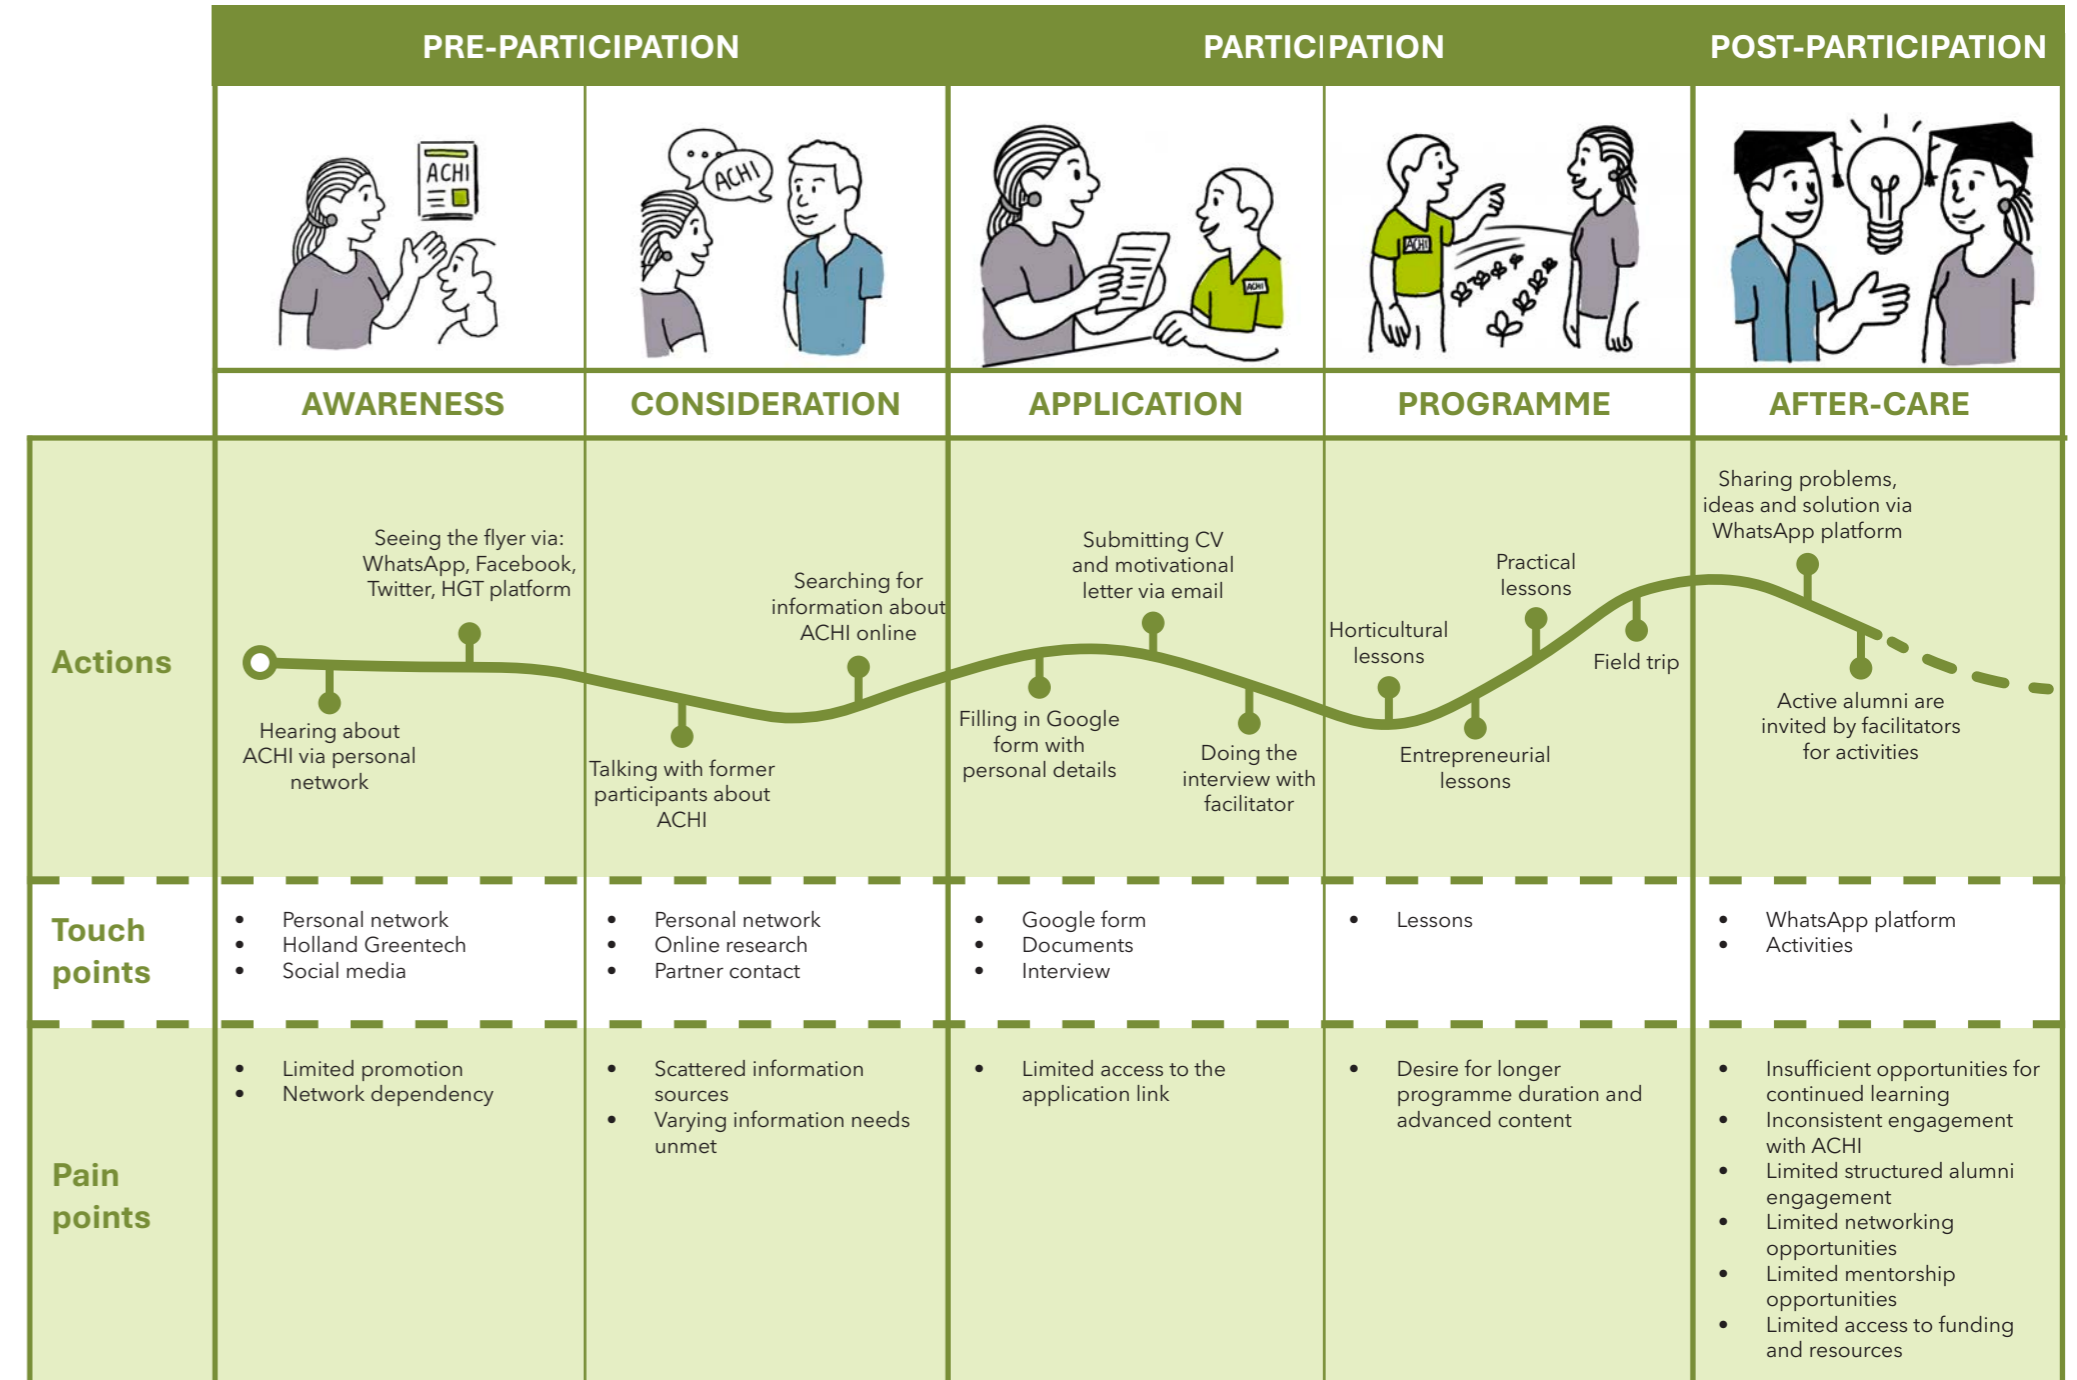 PRE-PARTICIPATION
PARTICIPATION
POST-PARTICIPATION
ACHI
ACHI
ACHI
ACHI
AWARENESS
CONSIDERATION
APPLICATION
PROGRAMME
AFTER-CARE
Actions
Hearing about
ACHI via personal
network
Seeing the flyer via:
WhatsApp, Facebook,
Twitter, HGT platform
Talking with former
participants about
ACHI
Searching for
information about
ACHI online
Filling in Google
form with
personal details
Submitting CV
and motivational
letter via email
Doing the
interview with
facilitator
Horticultural
lessons
Entrepreneurial
lessons
Practical
lessons
Field trip
Sharing problems,
ideas and solution via
WhatsApp platform
Active alumni are
invited by facilitators
for activities
Touch
points
• Personal network
• Holland Greentech
• Social media
• Personal network
• Online research
• Partner contact
• Google form
• Documents
• Interview
• Lessons
• WhatsApp platform
• Activities
Pain
points
• Limited promotion
• Network dependency
• Scattered information
sources
• Varying information needs
unmet
• Limited access to the
application link
• Desire for longer
programme duration and
advanced content
• Insufficient opportunities for
continued learning
• Inconsistent engagement
with ACHI
• Limited structured alumni
engagement
• Limited networking
opportunities
• Limited mentorship
opportunities
• Limited access to funding
and resources